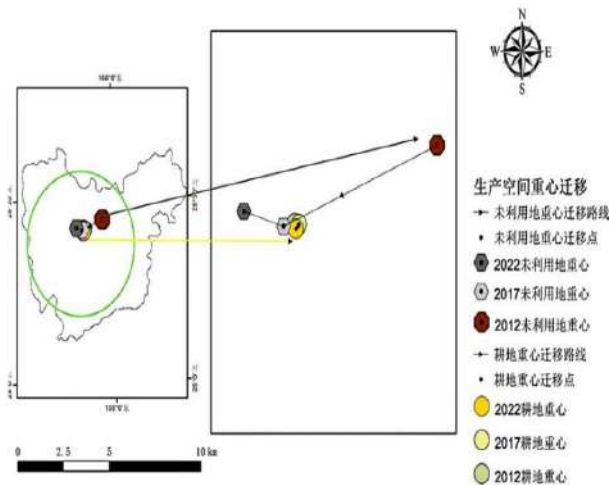 N
W E
S
生产空间重心迁移
未利用地重心迁移路线
未利用地重心迁移点
2022未利用地重心
2017未利用地重心
2012未利用地重心
耕地重心迁移路线
耕地重心迁移点
2022耕地重心
2017耕地重心
2012耕地重心
0 2.5 5 10 km